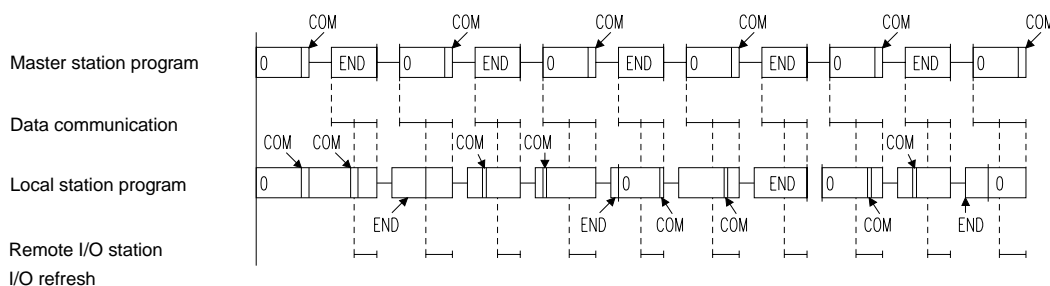 COM COM COM COM COM COM
Master station program 0 END 0 END 0 END 0 END 0 END 0
Data communication
COM COM COM COM COM
Local station program 0 0 END 0 0
END END COM COM COM END
Remote I/O station
I/O refresh